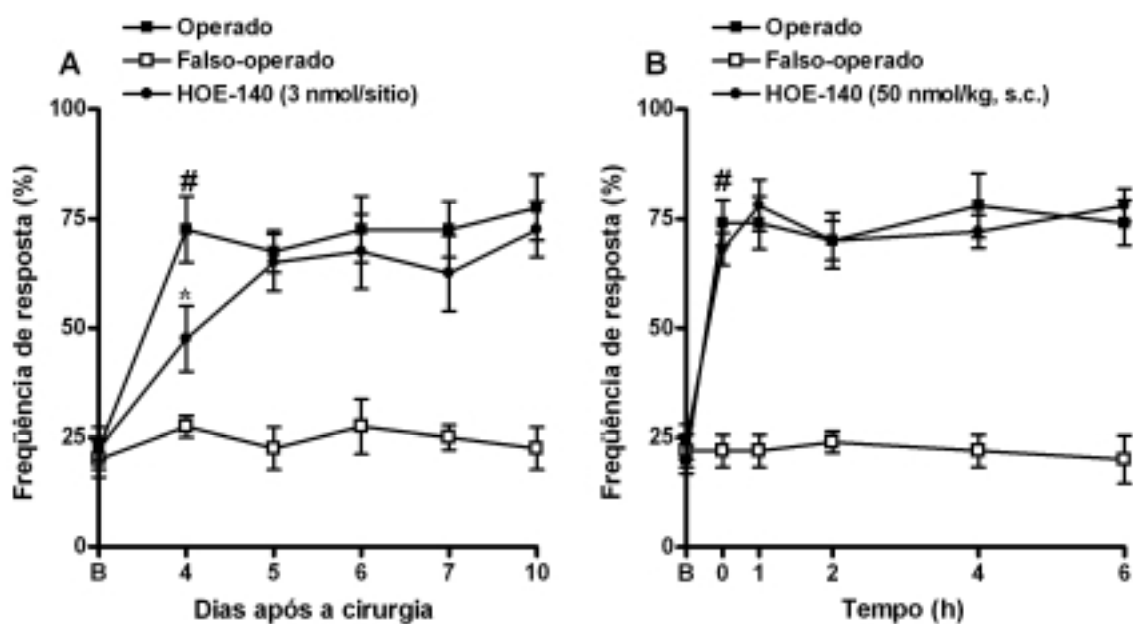 Operado
Falso-operado
HOE-140 (3 nmol/sitio)
A
100
75
50
25
0
#
*
B 4 5 6 7 10
Dias após a cirurgia
Freqüência de resposta (%)
Operado
Falso-operado
HOE-140 (50 nmol/kg, s.c.)
B
100
75
50
25
0
#
B 0 1 2 4 6
Tempo (h)
Freqüência de resposta (%)